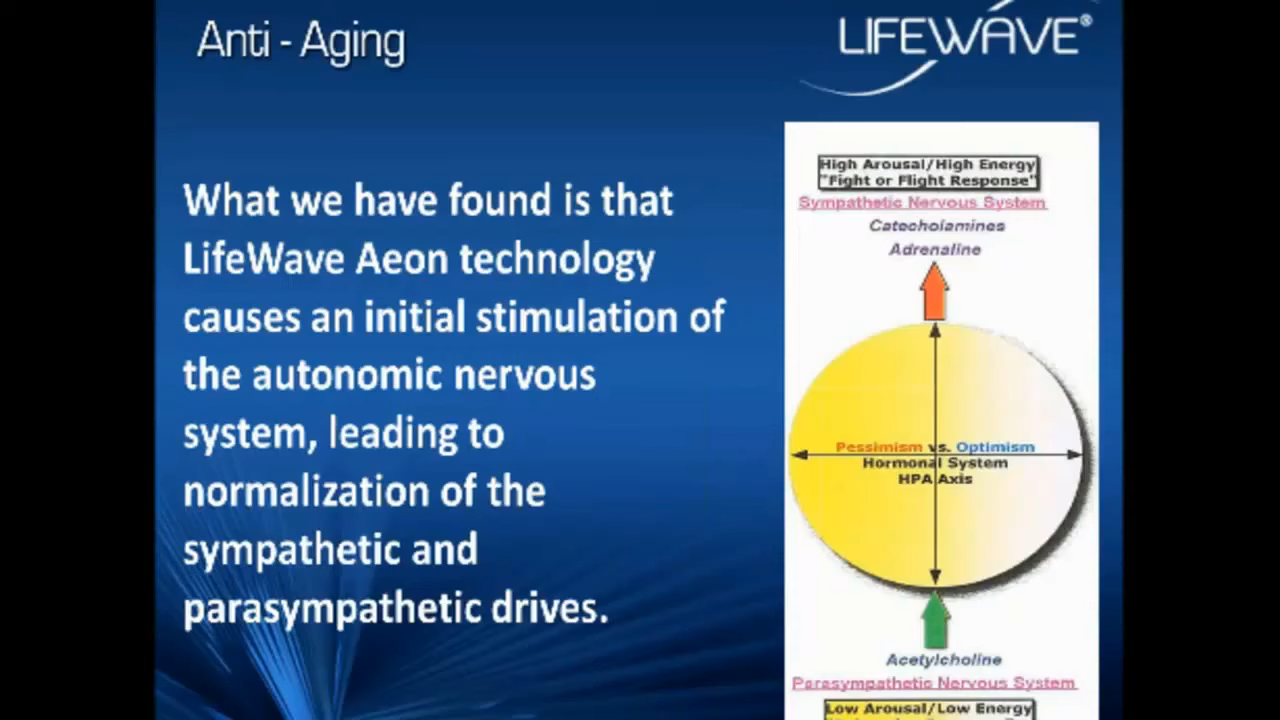 Anti - Aging
LIFEWAVE®
What we have found is that
LifeWave Aeon technology
causes an initial stimulation of
the autonomic nervous
system, leading to
normalization of the
sympathetic and
parasympathetic drives.
High Arousal/High Energy
"Fight or Flight Response"
Sympathetic Nervous System
Catecholamines
Adrenaline
Pessimism vs. Optimism
Hormonal System
HPA Axis
Acetylcholine
Parasympathetic Nervous System
Low Arousal/Low Energy